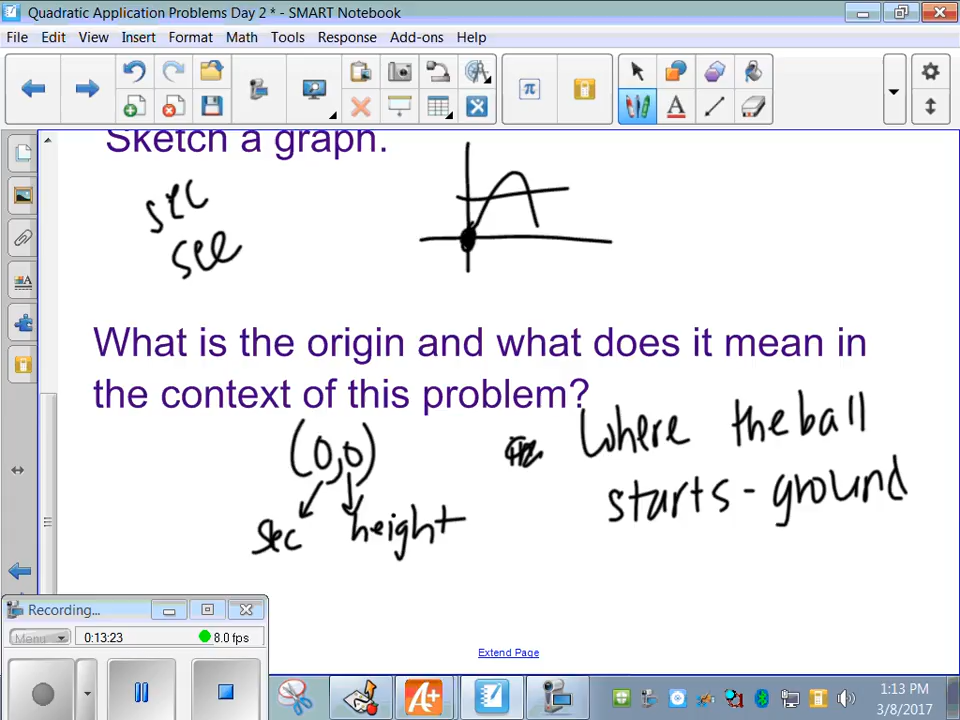 Quadratic Application Problems Day 2 * - SMART Notebook
File Edit View Insert Format Math Tools Response Add-ons Help
Sketch a graph.
sec
sec
What is the origin and what does it mean in
the context of this problem?
(0,0)
sec height
Where the ball
starts - ground
Recording...
Menu 0:13:23 8.0 fps
Extend Page
1:13 PM
3/8/2017